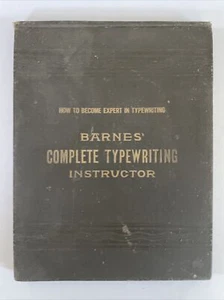 HOW TO BECOME EXPERT IN TYPEWRITING
BARNES'
COMPLETE TYPEWRITING
INSTRUCTOR